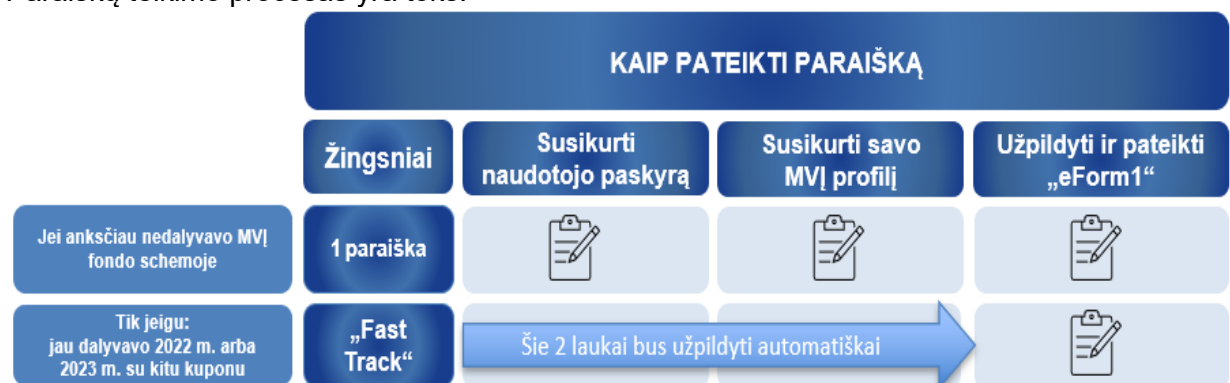 Paraiškų teikimo procesas yra toks:
KAIP PATEIKTI PARAIŠKĄ
Žingsniai
Susikurti
naudotojo paskyrą
Susikurti savo
MVĮ profilį
Užpildyti ir pateikti
„eForm1“
Jei anksčiau nedalyvavo MVĮ
fondo schemoje
1 paraiška
Tik jeigu:
jau dalyvavo 2022 m. arba
2023 m. su kitu kuponu
„Fast
Track“
Šie 2 laukai bus užpildyti automatiškai